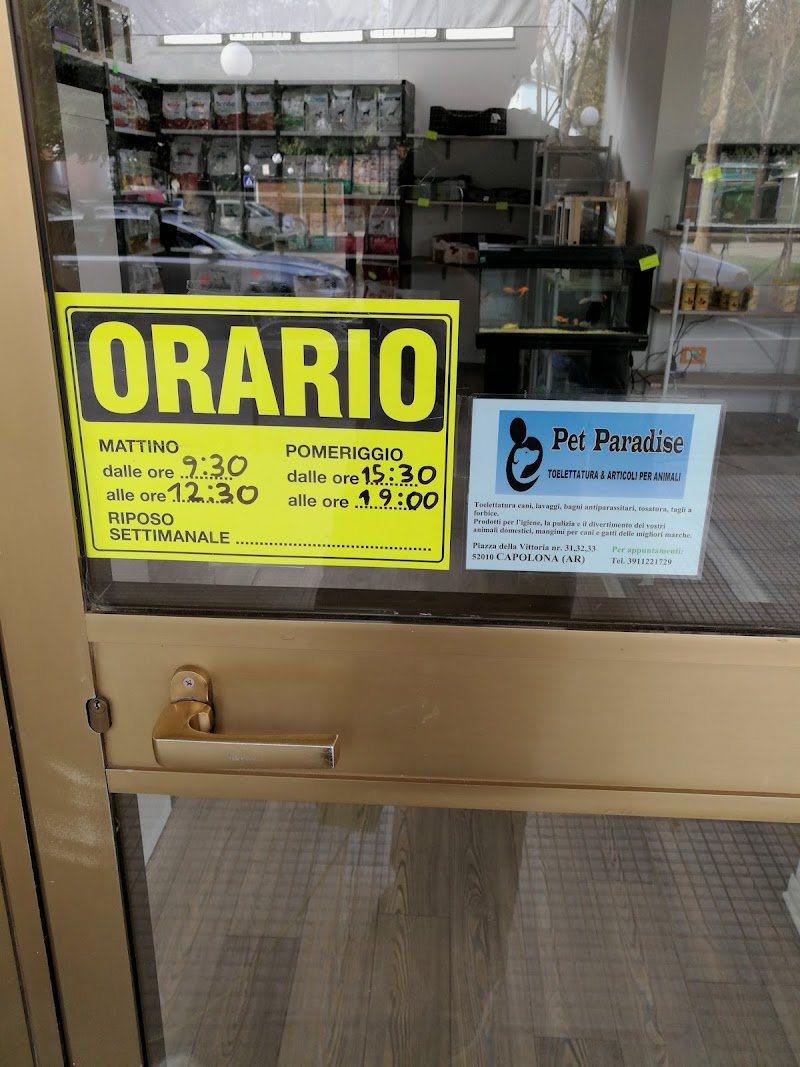 ORARIO
MATTINO
dalle ore 9:30
alle ore 12:30
POMERIGGIO
dalle ore 15:30
alle ore 19:00
RIPOSO
SETTIMANALE
Pet Paradise
TOELETTATURA & ARTICOLI PER ANIMALI
Toelettatura cani, lavaggi, bagni antiparassitari, tosatura, tagli a
forbice.
Prodotti per l'igiene, la pulizia e il divertimento dei vostri
animali domestici, mangimi per cani e gatti delle migliori marche.
Piazza della Vittoria nr. 31,32,33
52010 CAPOLONA (AR)
Per appuntamenti:
Tel. 3911221729